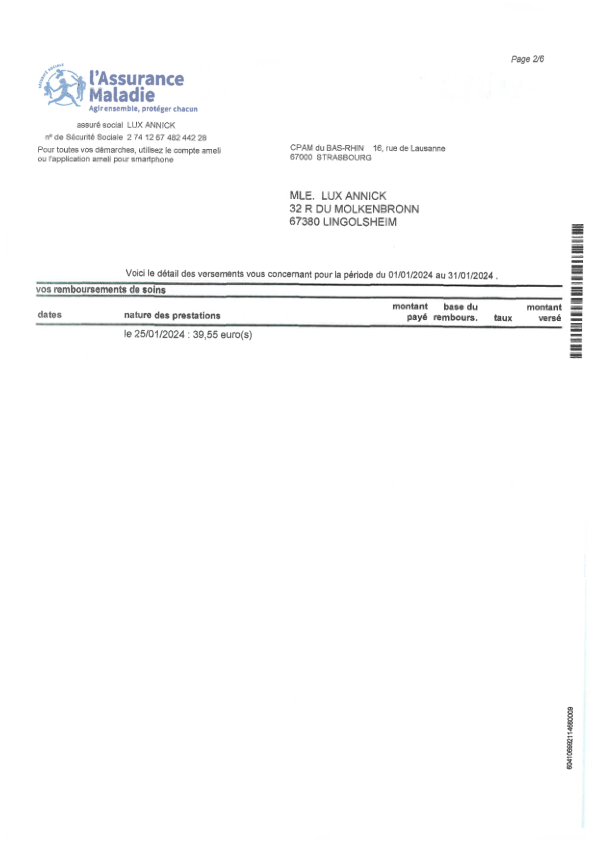 Page 2/6
SÉCURITÉ SOCIALE
l'Assurance
Maladie
Agir ensemble, protéger chacun
assuré social LUX ANNICK
n° de Sécurité Sociale 2 74 12 67 482 442 28
Pour toutes vos démarches, utilisez le compte ameli
ou l'application ameli pour smartphone
CPAM du BAS-RHIN 16, rue de Lausanne
67000 STRASBOURG
MLE. LUX ANNICK
32 R DU MOLKENBRONN
67380 LINGOLSHEIM
Voici le détail des versements vous concernant pour la période du 01/01/2024 au 31/01/2024 .
vos remboursements de soins
dates nature des prestations montant payé base du rembours. taux montant versé
le 25/01/2024 : 39,55 euro(s)